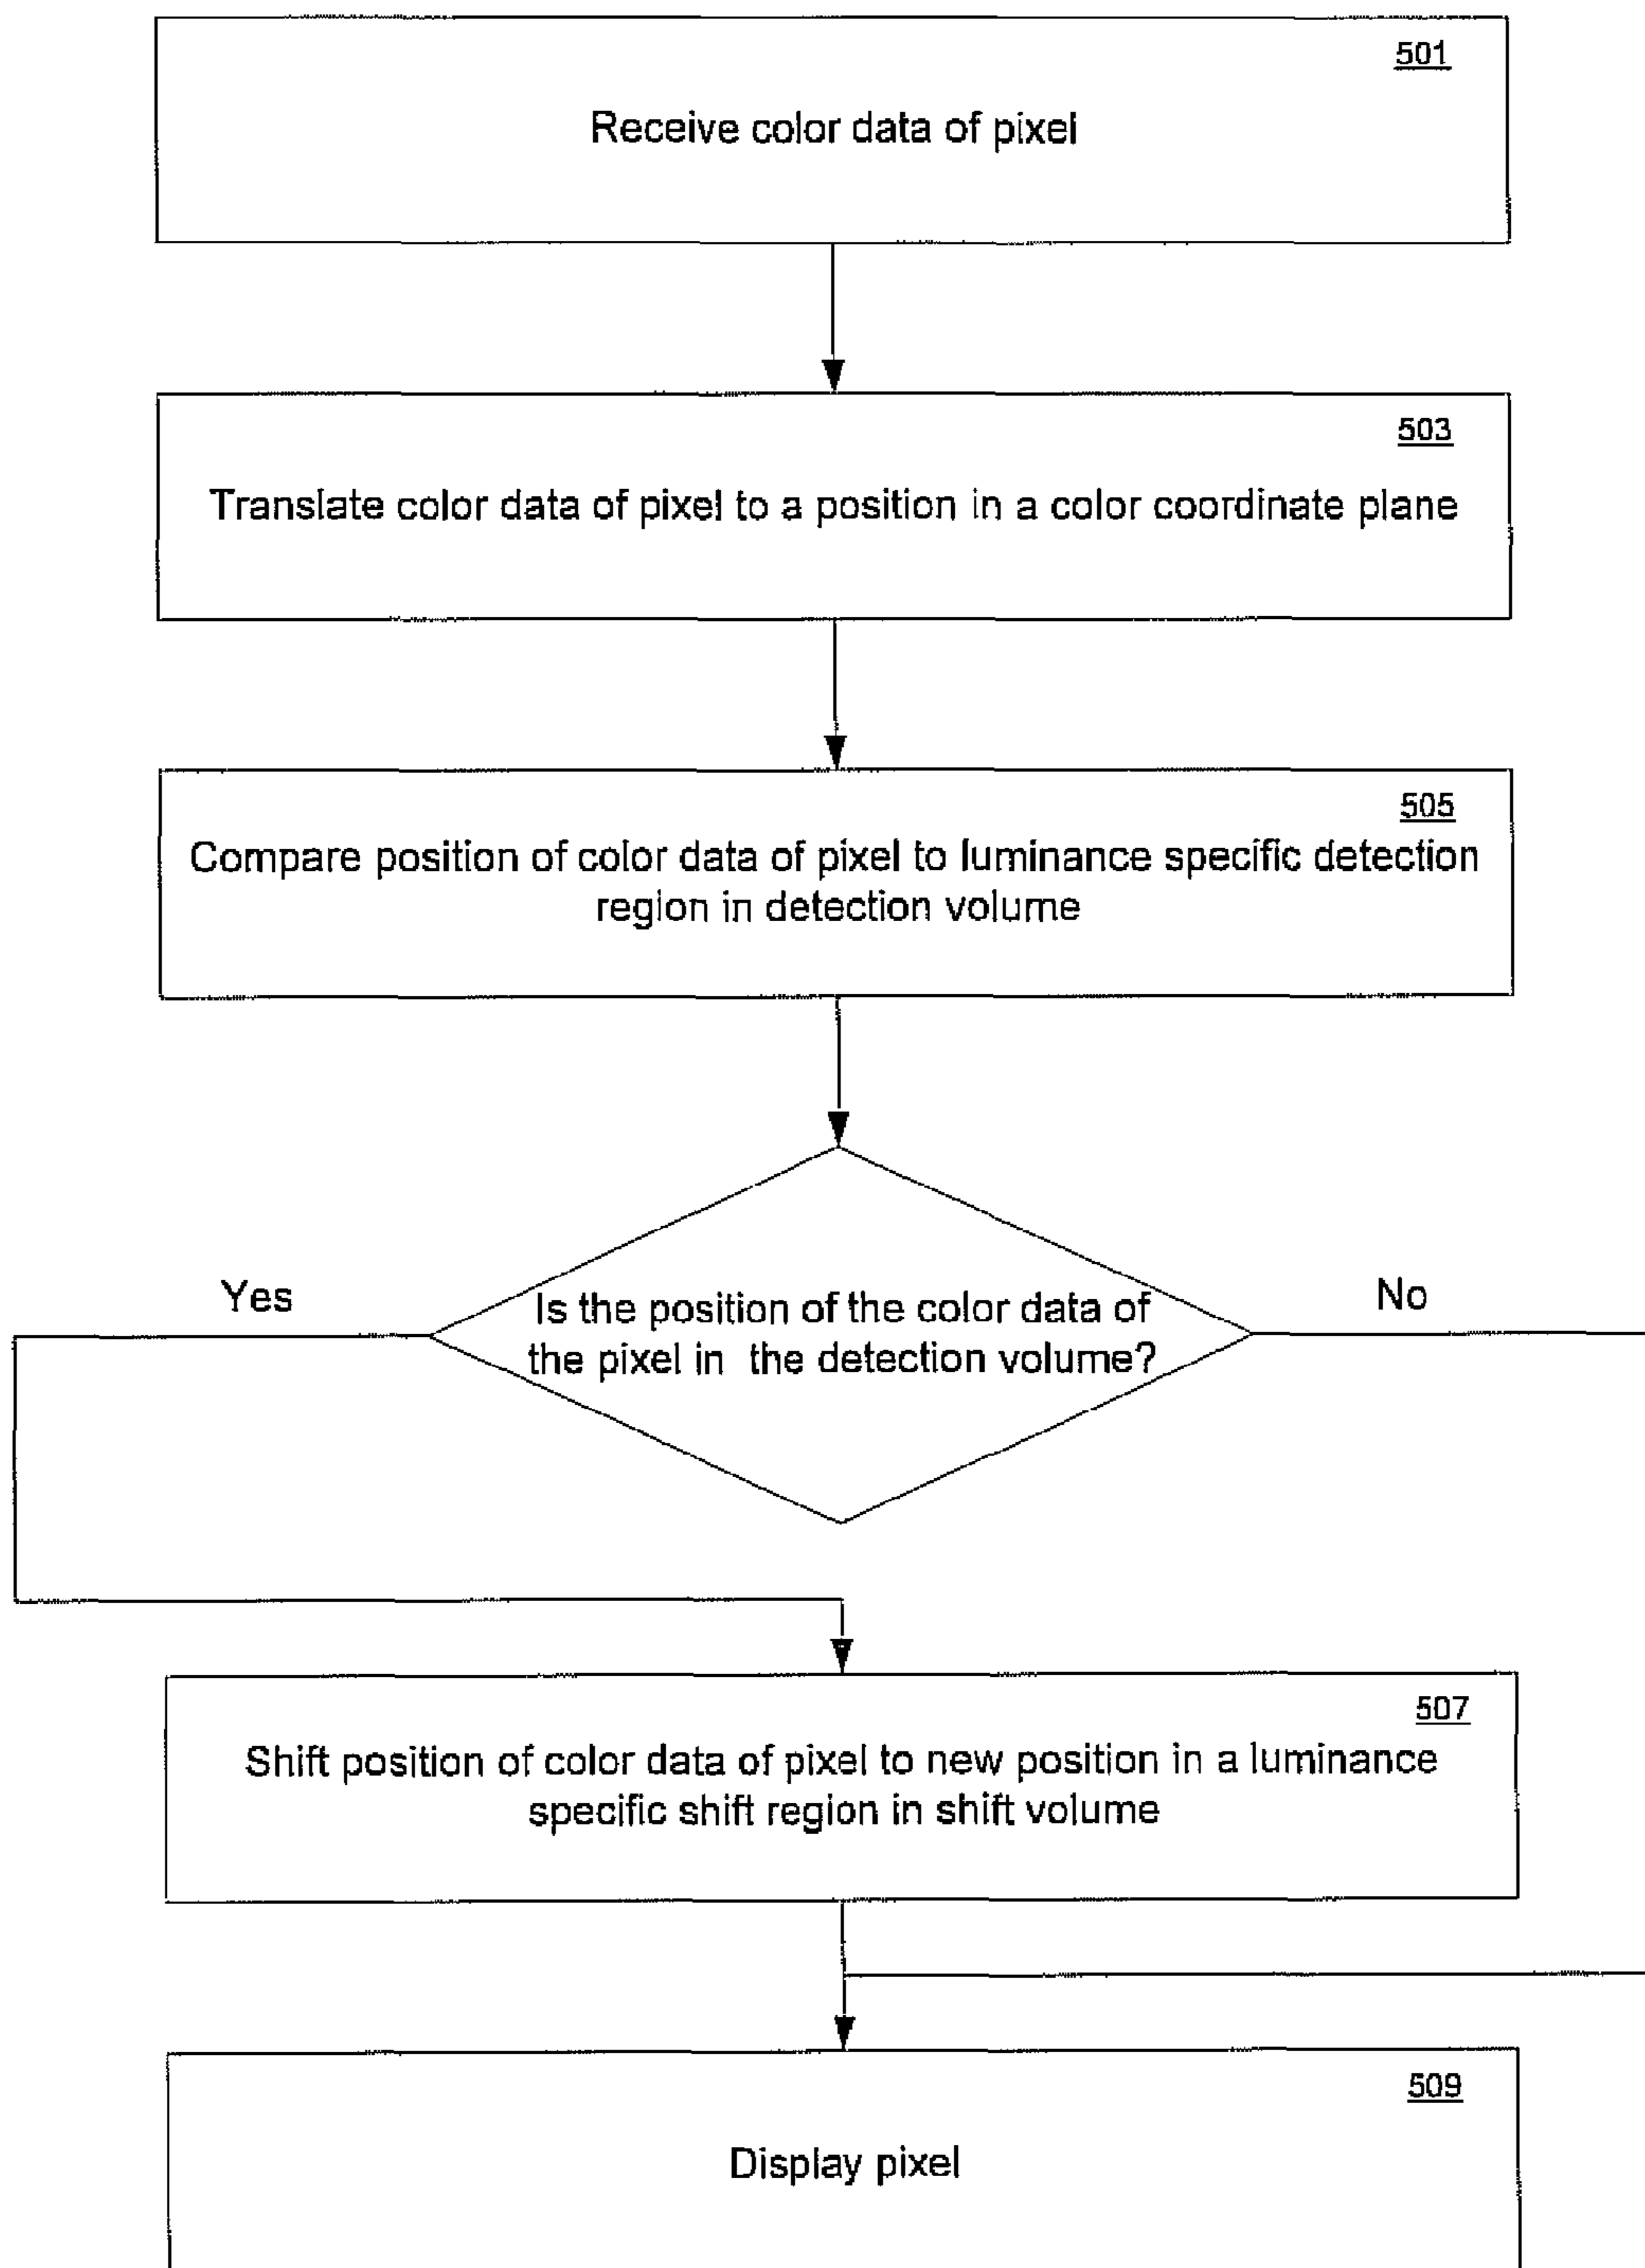 501
Receive color data of pixel
503
Translate color data of pixel to a position in a color coordinate plane
505
Compare position of color data of pixel to luminance specific detection
region in detection volume
Yes
No
Is the position of the color data of
the pixel in the detection volume?
507
Shift position of color data of pixel to new position in a luminance
specific shift region in shift volume
509
Display pixel